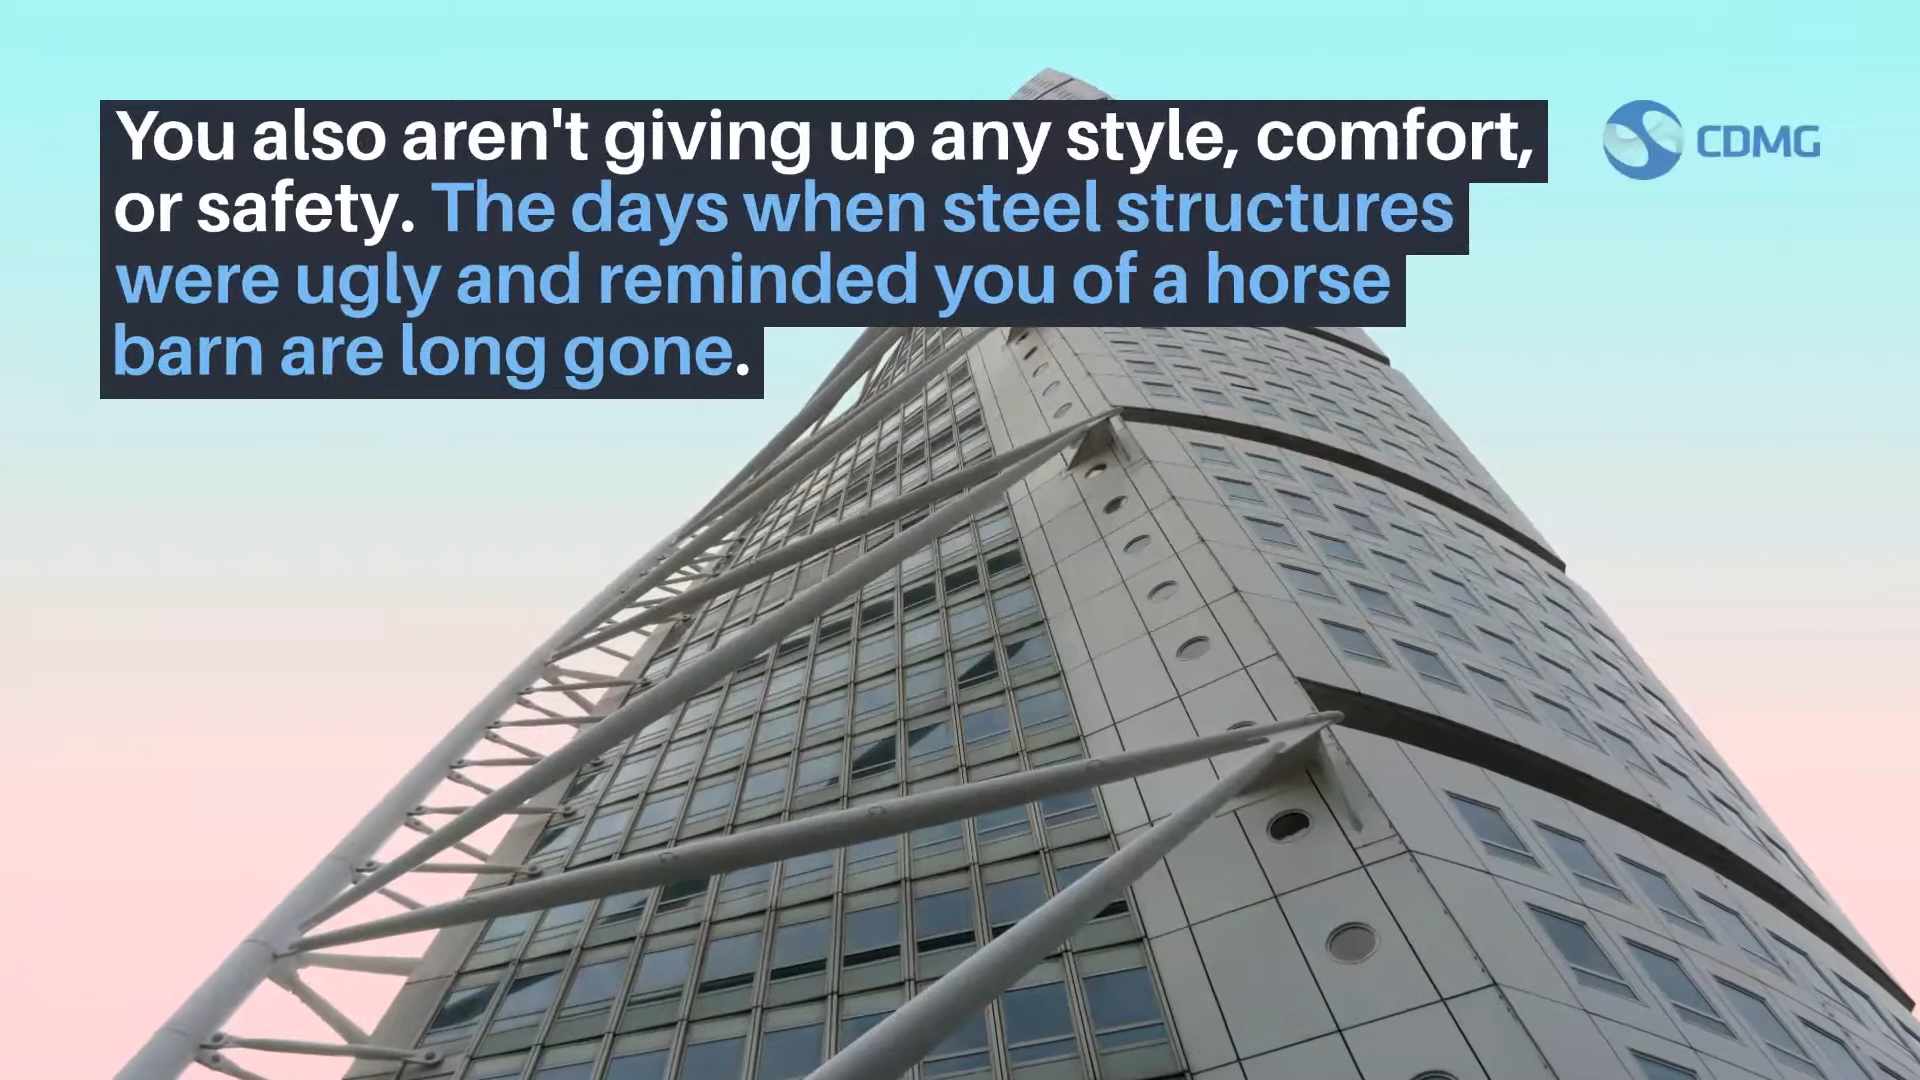 You also aren't giving up any style, comfort,
or safety. The days when steel structures
were ugly and reminded you of a horse
barn are long gone.
CDMG